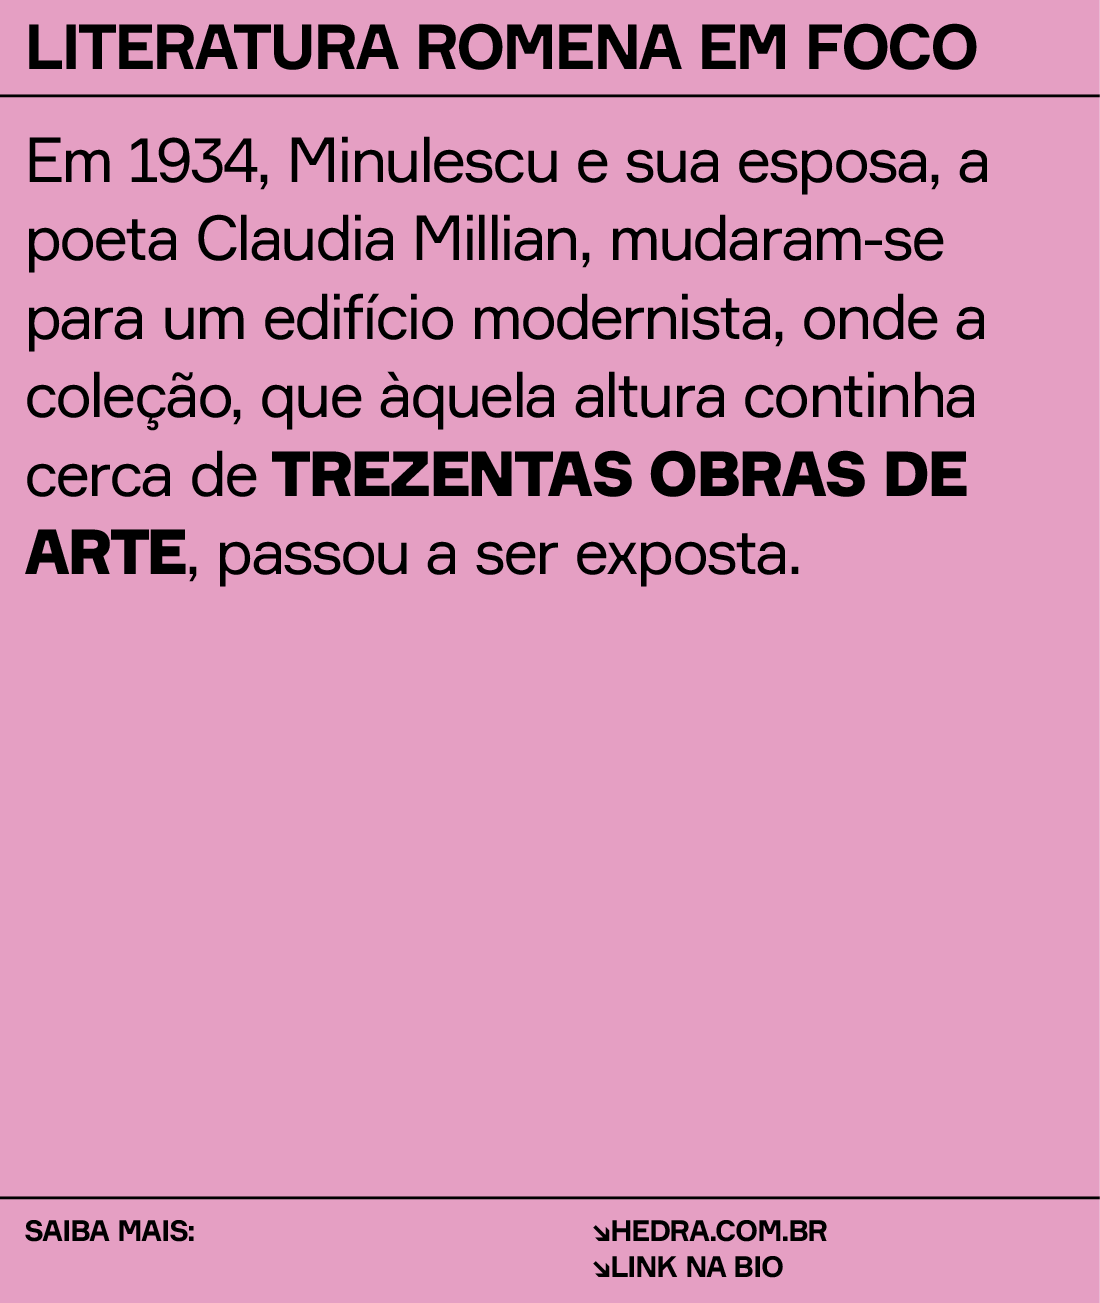 LITERATURA ROMENA EM FOCO
Em 1934, Minulescu e sua esposa, a
poeta Claudia Millian, mudaram-se
para um edifício modernista, onde a
coleção, que àquela altura continha
cerca de TREZENTAS OBRAS DE
ARTE, passou a ser exposta.
SAIBA MAIS:
↘HEDRA.COM.BR
↘LINK NA BIO